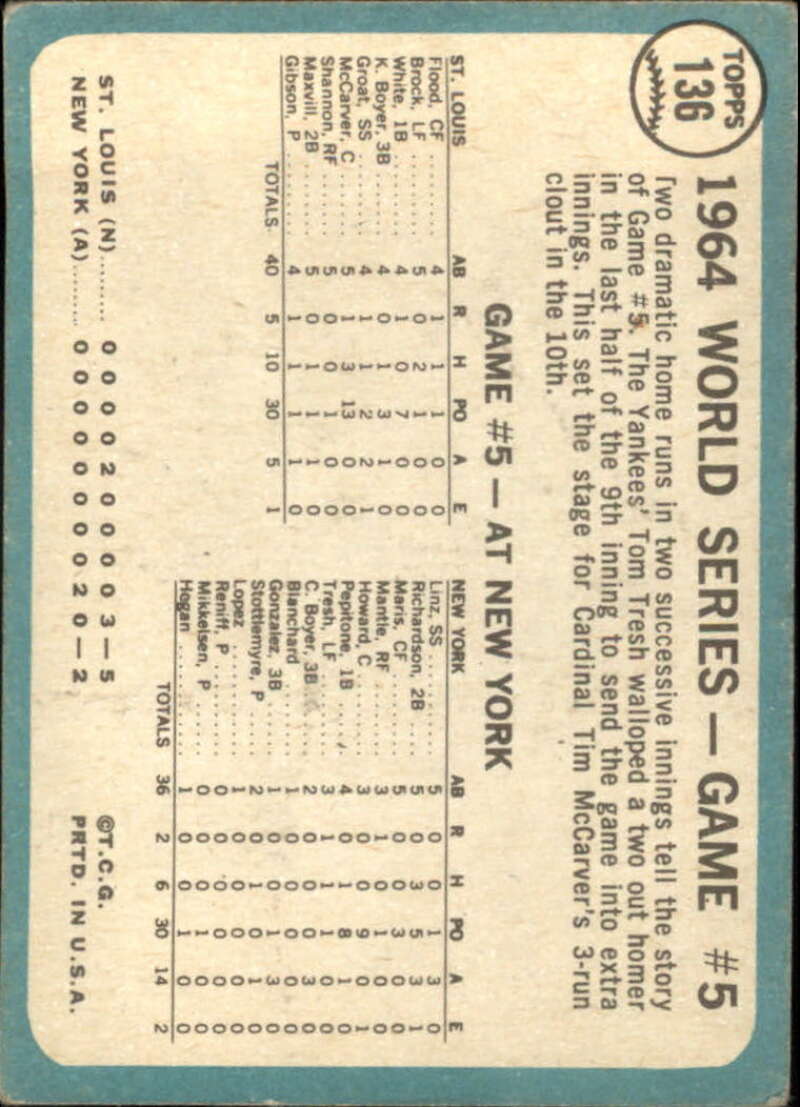 TOPPS
136
1964 WORLD SERIES — GAME #5
Two dramatic home runs in two successive innings tell the story
of Game #5. The Yankees' Tom Tresh walloped a two out homer
in the last half of the 9th inning to send the game into extra
innings. This set the stage for Cardinal Tim McCarver's 3-run
clout in the 10th.
GAME #5 — AT NEW YORK
ST. LOUIS AB R H PO A E
Flood, CF ........ 4 1 1 1 0 0
Brock, LF ........ 5 0 2 1 0 0
White, 1B ........ 4 1 0 7 0 0
K. Boyer, 3B ..... 4 0 1 3 1 0
Groat, SS ........ 4 1 1 2 2 1
McCarver, C ...... 5 1 3 13 0 0
Shannon, RF ...... 5 0 0 1 0 0
Maxvill, 2B ...... 5 0 1 1 1 0
Gibson, P ........ 4 1 1 1 1 0
TOTALS 40 5 10 30 5 1
NEW YORK AB R H PO A E
Linz, SS ......... 5 0 0 1 3 0
Richardson, 2B ... 5 0 3 5 3 1
Maris, CF ........ 5 0 0 3 0 0
Mantle, RF ....... 3 1 0 1 0 0
Howard, C ........ 3 0 0 9 0 1
Pepitone, 1B ..... 4 0 1 8 1 0
Tresh, LF ........ 3 1 1 1 0 0
C. Boyer, 3B ..... 2 0 0 0 3 0
Blanchard ........ 1 0 0 0 0 0
Gonzalez, 3B ..... 1 0 0 1 3 0
Stottlemyre, P ... 2 0 1 0 1 0
Lopez ............ 1 0 0 0 0 0
Reniff, P ........ 0 0 0 0 0 0
Mikkelsen, P ..... 0 0 0 1 0 0
Hogan ............ 1 0 0 1 0 0
TOTALS 36 2 6 30 14 2
ST. LOUIS (N)......... 0 0 0 0 2 0 0 0 0 3 — 5
NEW YORK (A)......... 0 0 0 0 0 0 0 0 2 0 — 2
©T.C.G.
PRTD. IN U.S.A.